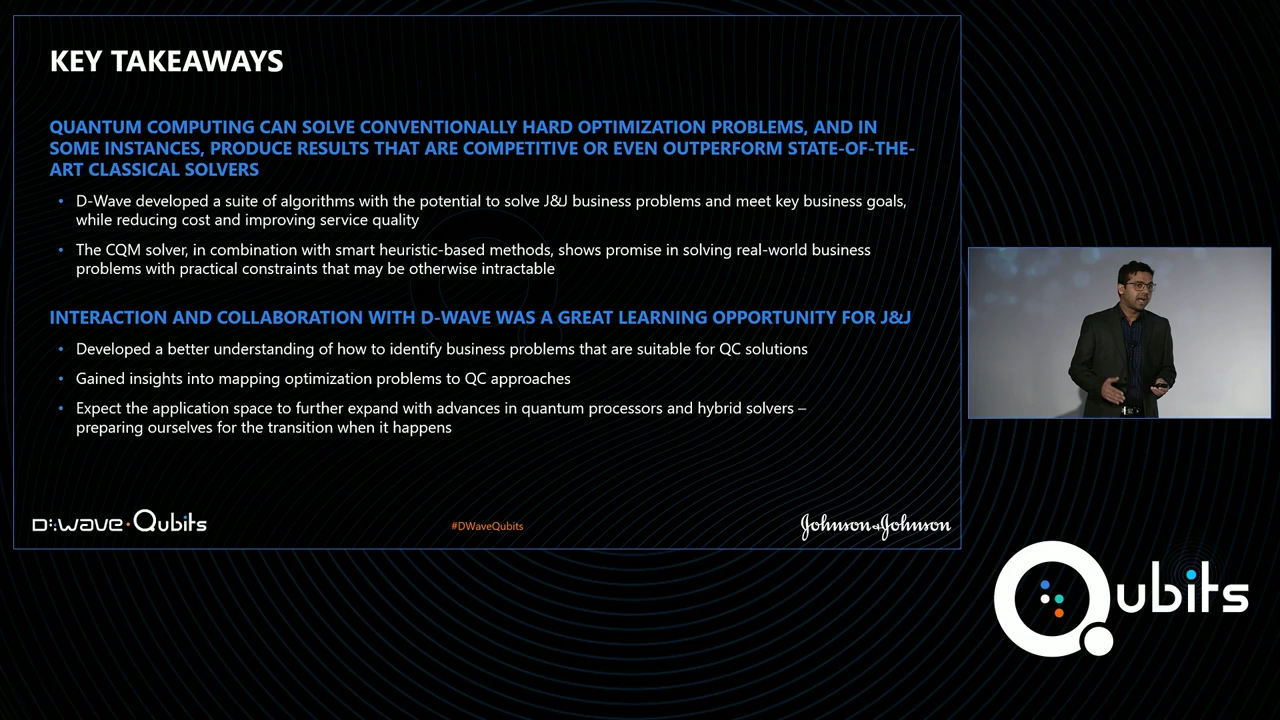 KEY TAKEAWAYS
QUANTUM COMPUTING CAN SOLVE CONVENTIONALLY HARD OPTIMIZATION PROBLEMS, AND IN
SOME INSTANCES, PRODUCE RESULTS THAT ARE COMPETITIVE OR EVEN OUTPERFORM STATE-OF-THE-
ART CLASSICAL SOLVERS
• D-Wave developed a suite of algorithms with the potential to solve J&J business problems and meet key business goals,
while reducing cost and improving service quality
• The CQM solver, in combination with smart heuristic-based methods, shows promise in solving real-world business
problems with practical constraints that may be otherwise intractable
INTERACTION AND COLLABORATION WITH D-WAVE WAS A GREAT LEARNING OPPORTUNITY FOR J&J
• Developed a better understanding of how to identify business problems that are suitable for QC solutions
• Gained insights into mapping optimization problems to QC approaches
• Expect the application space to further expand with advances in quantum processors and hybrid solvers –
preparing ourselves for the transition when it happens
D:wave · Qubits
#DWaveQubits
Johnson&Johnson
Qubits